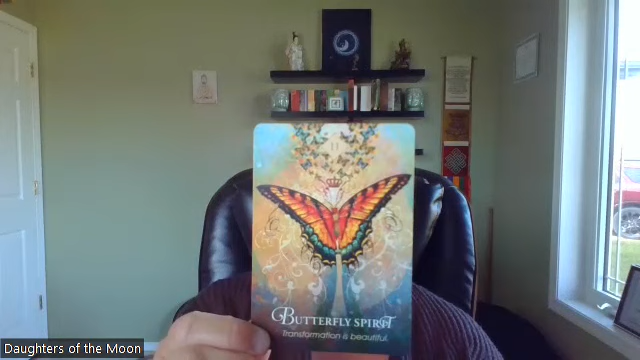 BUTTERFLY SPIRIT
Transformation is beautiful.
Daughters of the Moon